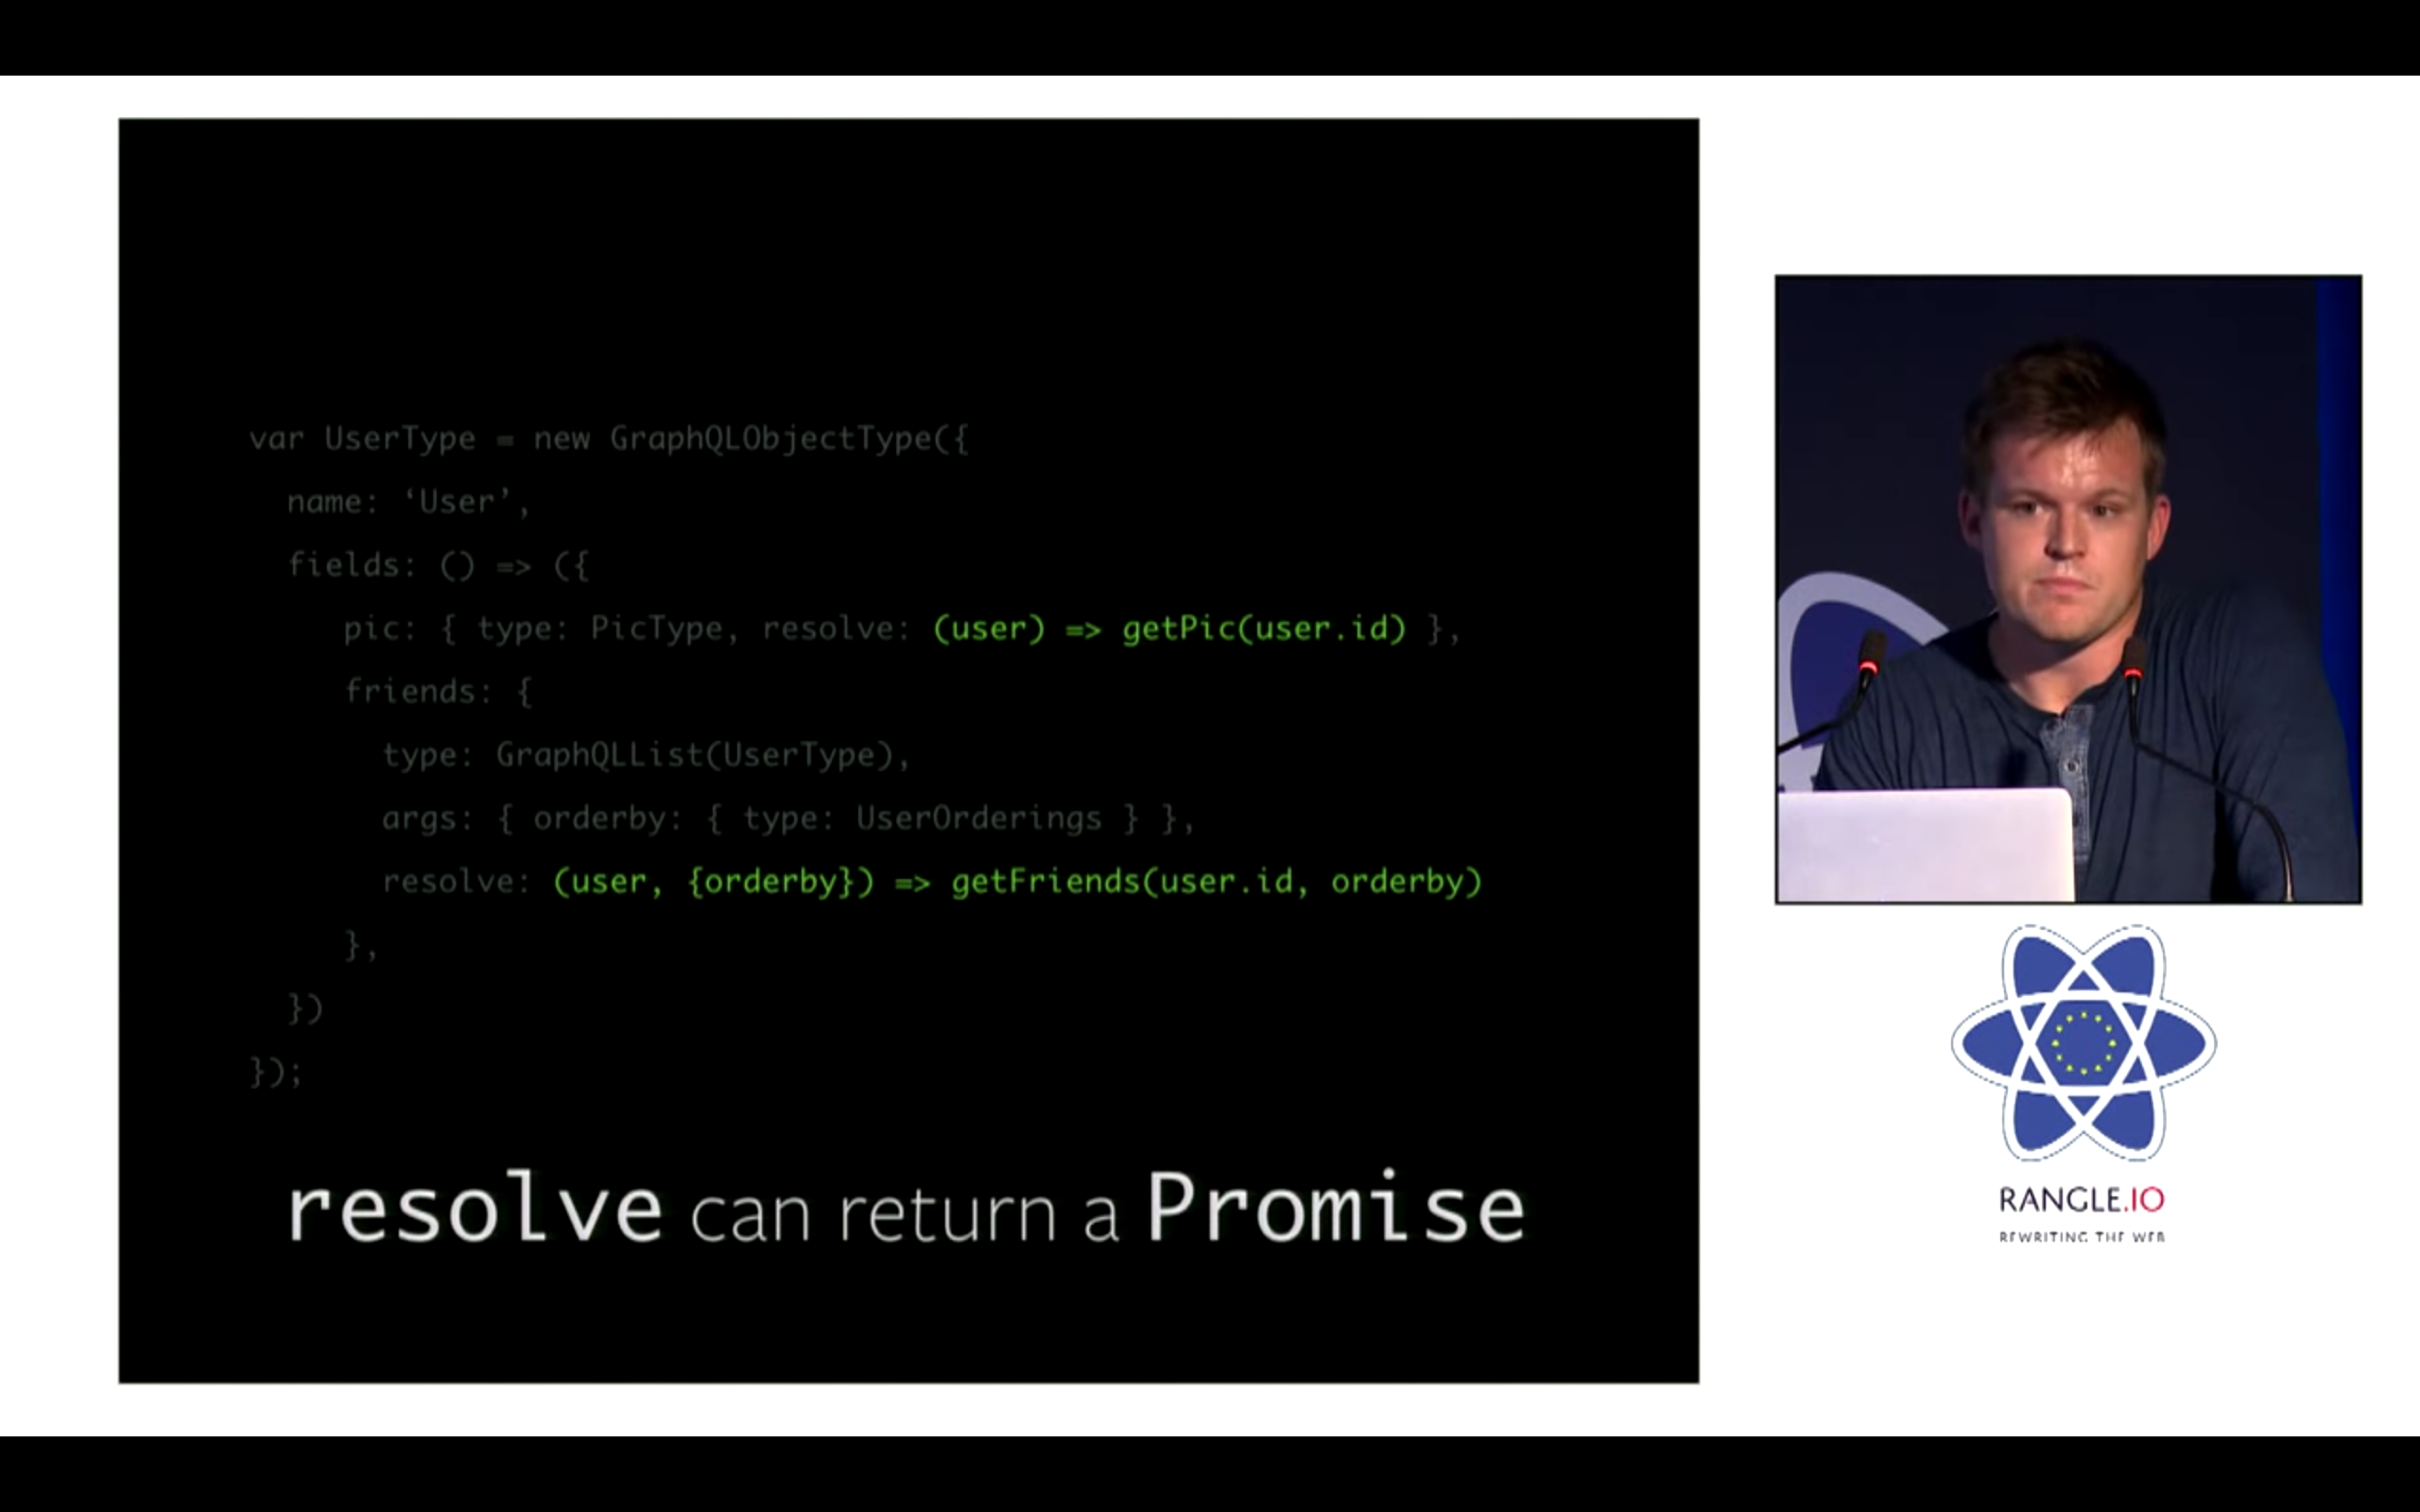 var UserType = new GraphQLObjectType({
name: ‘User’,
fields: () => ({
pic: { type: PicType, resolve: (user) => getPic(user.id) },
friends: {
type: GraphQLList(UserType),
args: { orderby: { type: UserOrderings } },
resolve: (user, {orderby}) => getFriends(user.id, orderby)
},
})
});
resolve can return a Promise
RANGLE.IO
REWRITING THE WEB